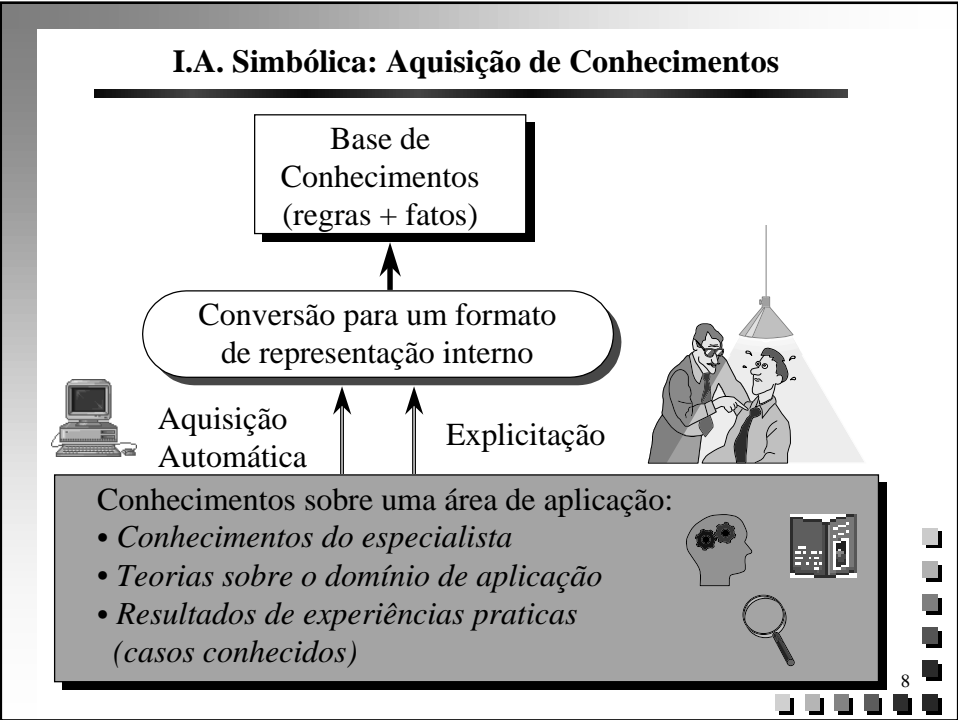 I.A. Simbólica: Aquisição de Conhecimentos
Base de
Conhecimentos
(regras + fatos)
Conversão para um formato
de representação interno
Aquisição
Automática
Explicitação
Conhecimentos sobre uma área de aplicação:
• Conhecimentos do especialista
• Teorias sobre o domínio de aplicação
• Resultados de experiências praticas
(casos conhecidos)
8